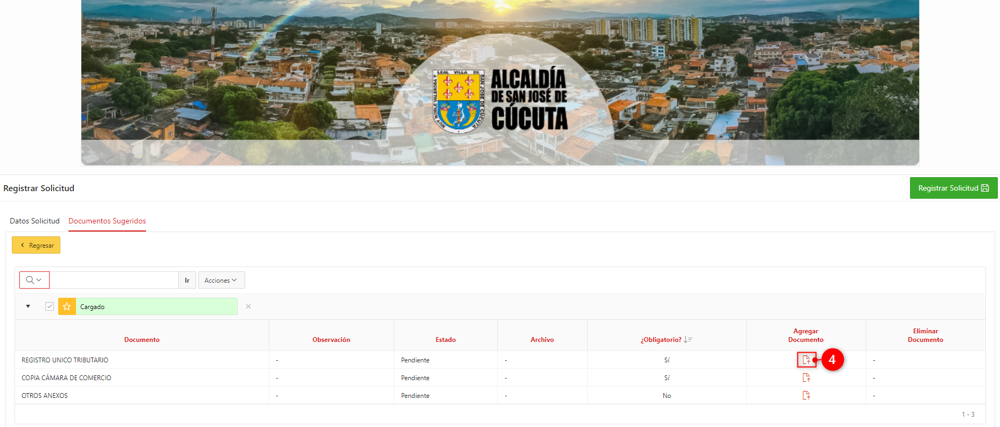 LEAL VILLA DE
MUY NOBLE VALEROSA Y
SAN JOSE DE CUCUTA
ALCALDÍA
DE SAN JOSÉ DE
CÚCUTA
Registrar Solicitud
Registrar Solicitud
Datos Solicitud Documentos Sugeridos
Regresar
Ir Acciones
Cargado
Documento Observación Estado Archivo ¿Obligatorio? Agregar Documento Eliminar Documento
REGISTRO UNICO TRIBUTARIO - Pendiente - Sí 4 -
COPIA CÁMARA DE COMERCIO - Pendiente - Sí -
OTROS ANEXOS - Pendiente - No -
1 - 3